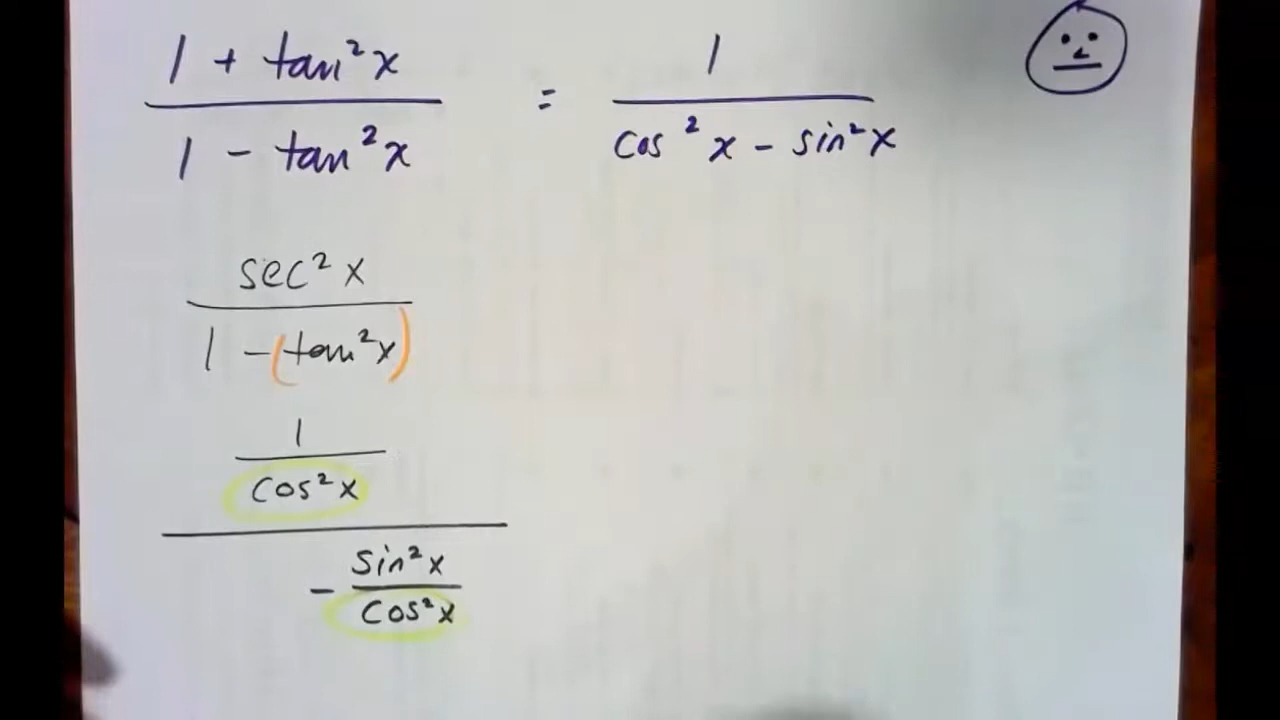 1 + tan²x / 1 - tan²x = 1 / cos²x - sin²x
sec²x / 1 - (tan²x)
1 / cos²x
- sin²x / cos²x